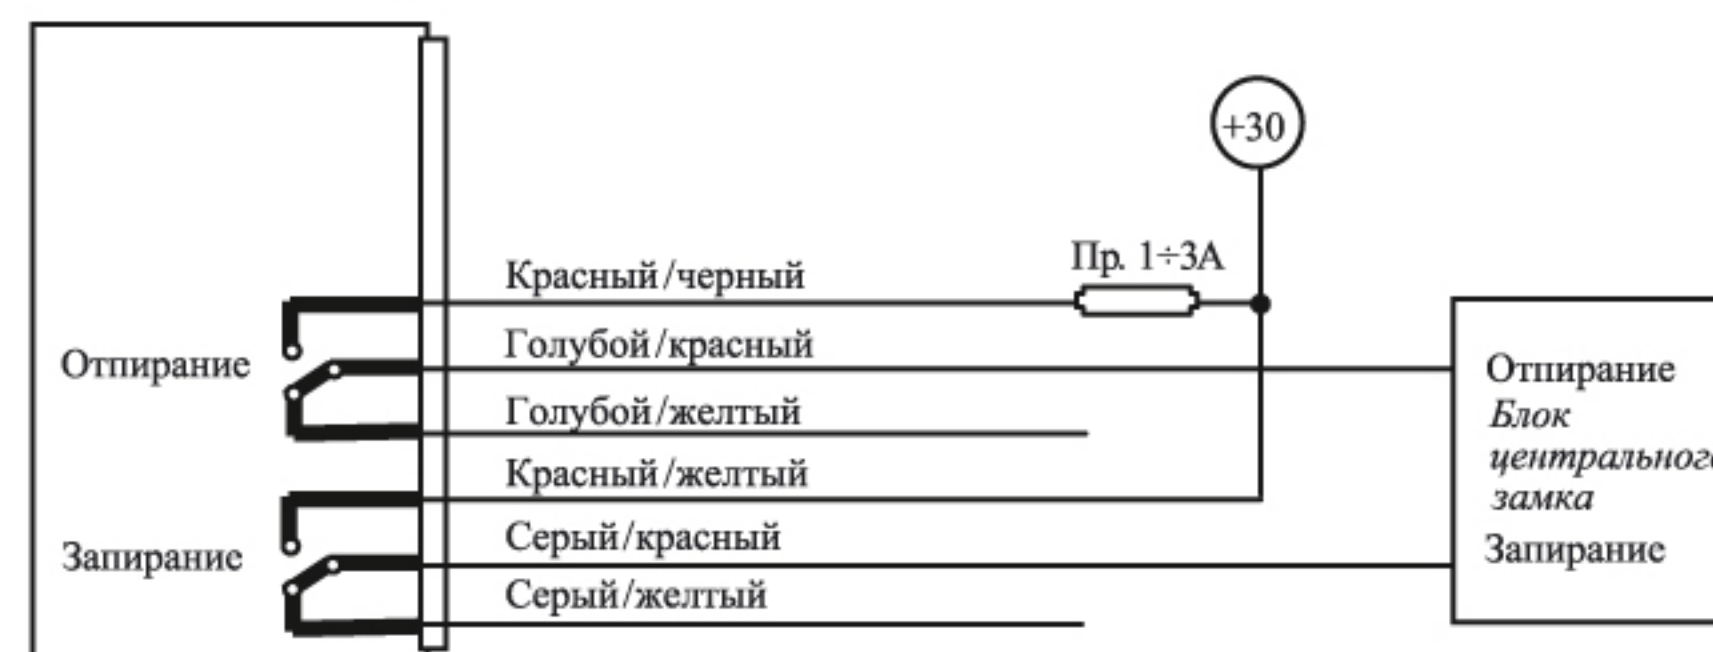 +30
Пр. 1÷3А
Красный/черный
Голубой/красный
Отпирание
Голубой/желтый
Красный/желтый
Запирание
Серый/красный
Серый/желтый
Отпирание
Блок
центрального
замка
Запирание